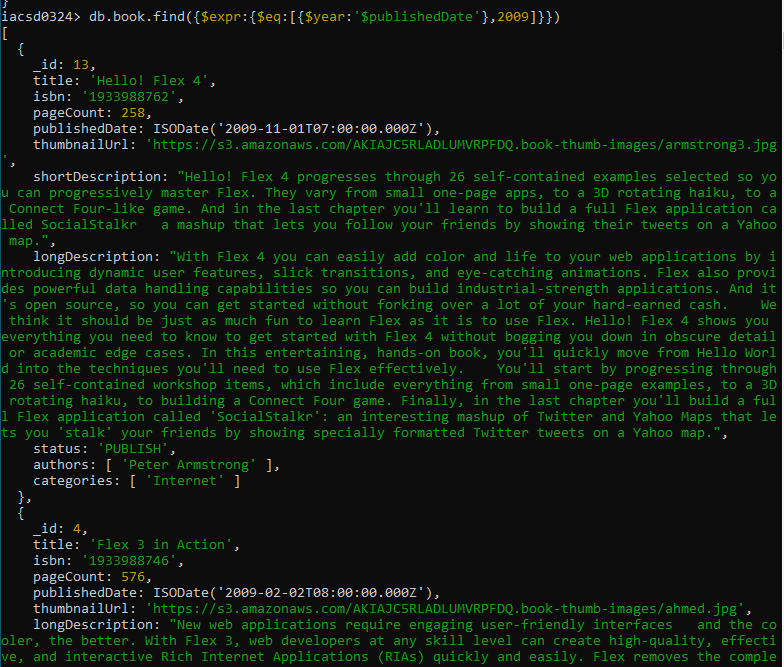 }
iacsd0324> db.book.find({$expr:{$eq:[{$year:'$publishedDate'},2009]}})
[
  {
    _id: 13,
    title: 'Hello! Flex 4',
    isbn: '1933988762',
    pageCount: 258,
    publishedDate: ISODate('2009-11-01T07:00:00.000Z'),
    thumbnailUrl: 'https://s3.amazonaws.com/AKIAJC5RLADLUMVRPFDQ.book-thumb-images/armstrong3.jpg
',
    shortDescription: "Hello! Flex 4 progresses through 26 self-contained examples selected so yo
u can progressively master Flex. They vary from small one-page apps, to a 3D rotating haiku, to a
 Connect Four-like game. And in the last chapter you'll learn to build a full Flex application ca
lled SocialStalkr   a mashup that lets you follow your friends by showing their tweets on a Yahoo
 map.",
    longDescription: "With Flex 4 you can easily add color and life to your web applications by i
ntroducing dynamic user features, slick transitions, and eye-catching animations. Flex also provi
des powerful data handling capabilities so you can build industrial-strength applications. And it
's open source, so you can get started without forking over a lot of your hard-earned cash.    We
 think it should be just as much fun to learn Flex as it is to use Flex. Hello! Flex 4 shows you
everything you need to know to get started with Flex 4 without bogging you down in obscure detail
 or academic edge cases. In this entertaining, hands-on book, you'll quickly move from Hello Worl
d into the techniques you'll need to use Flex effectively.    You'll start by progressing through
 26 self-contained workshop items, which include everything from small one-page examples, to a 3D
 rotating haiku, to building a Connect Four game. Finally, in the last chapter you'll build a ful
l Flex application called 'SocialStalkr': an interesting mashup of Twitter and Yahoo Maps that le
ts you 'stalk' your friends by showing specially formatted Twitter tweets on a Yahoo map.",
    status: 'PUBLISH',
    authors: [ 'Peter Armstrong' ],
    categories: [ 'Internet' ]
  },
  {
    _id: 4,
    title: 'Flex 3 in Action',
    isbn: '1933988746',
    pageCount: 576,
    publishedDate: ISODate('2009-02-02T08:00:00.000Z'),
    thumbnailUrl: 'https://s3.amazonaws.com/AKIAJC5RLADLUMVRPFDQ.book-thumb-images/ahmed.jpg',
    longDescription: "New web applications require engaging user-friendly interfaces   and the co
oler, the better. With Flex 3, web developers at any skill level can create high-quality, effecti
ve, and interactive Rich Internet Applications (RIAs) quickly and easily. Flex removes the comple